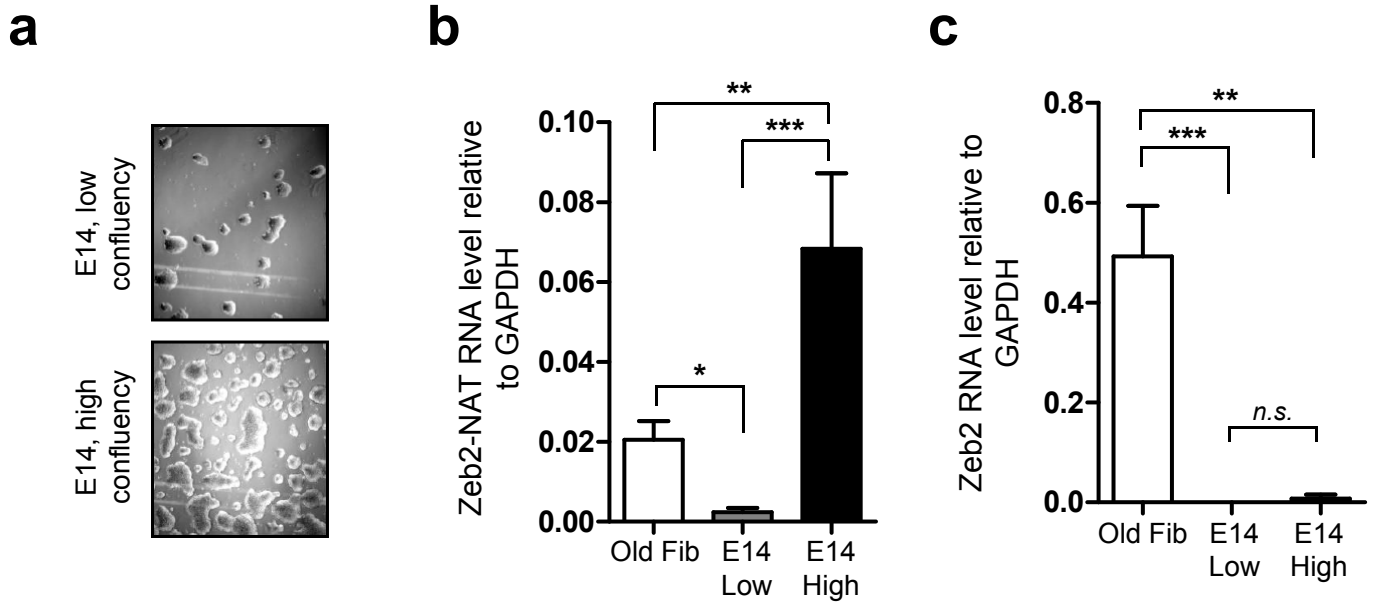 a
E14, low
confluency
E14, high
confluency
b
Zeb2-NAT RNA level relative
to GAPDH
0.10
0.08
0.06
0.04
0.02
0.00
**
***
*
Old Fib
E14
Low
E14
High
c
Zeb2 RNA level relative to
GAPDH
0.8
0.6
0.4
0.2
0.0
**
***
n.s.
Old Fib
E14
Low
E14
High